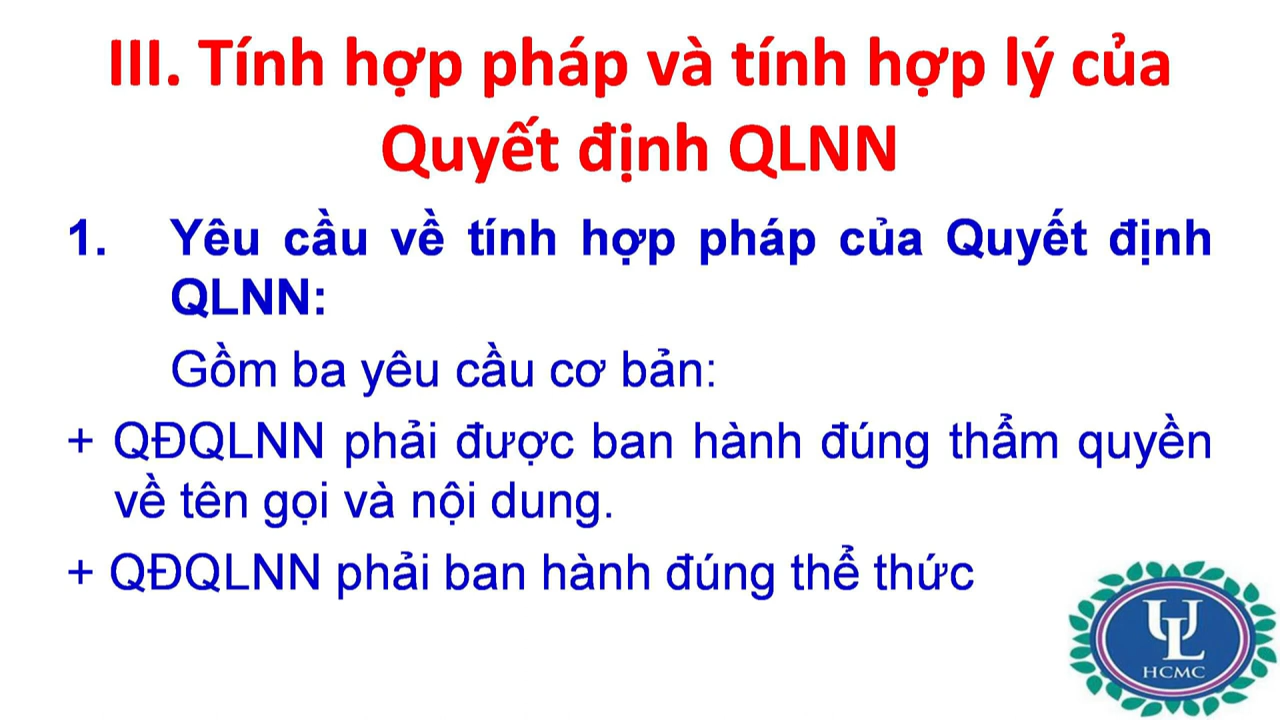 III. Tính hợp pháp và tính hợp lý của
Quyết định QLNN
1. Yêu cầu về tính hợp pháp của Quyết định
QLNN:
Gồm ba yêu cầu cơ bản:
+ QĐQLNN phải được ban hành đúng thẩm quyền
về tên gọi và nội dung.
+ QĐQLNN phải ban hành đúng thể thức
UL
HCMC